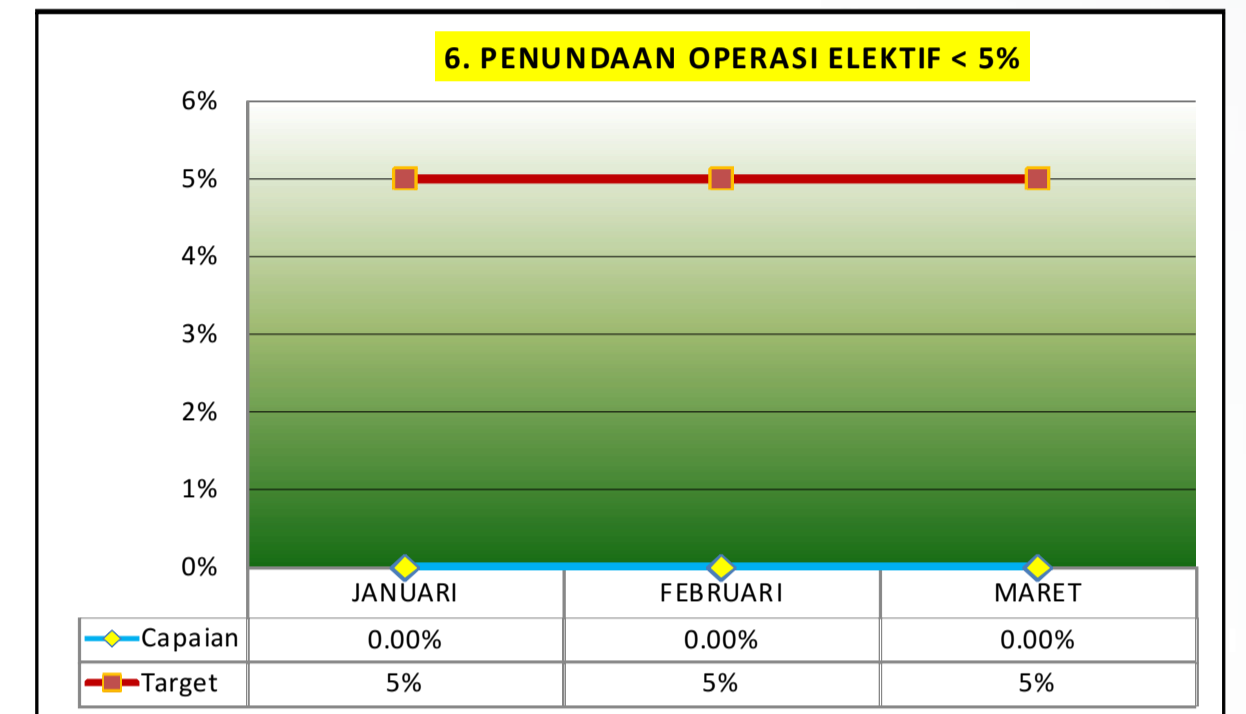 6. PENUNDAAN OPERASI ELEKTIF < 5%
6%
5%
4%
3%
2%
1%
0%
JANUARI FEBRUARI MARET
Capaian 0.00% 0.00% 0.00%
Target 5% 5% 5%